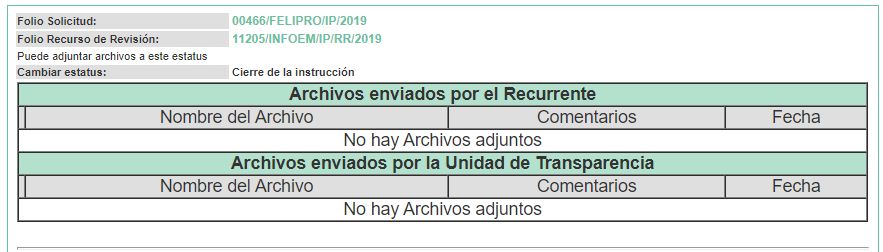 Folio Solicitud: 00466/FELIPRO/IP/2019
Folio Recurso de Revisión: 11205/INFOEM/IP/RR/2019
Puede adjuntar archivos a este estatus
Cambiar estatus: Cierre de la instrucción
Archivos enviados por el Recurrente
Nombre del Archivo Comentarios Fecha
No hay Archivos adjuntos
Archivos enviados por la Unidad de Transparencia
Nombre del Archivo Comentarios Fecha
No hay Archivos adjuntos